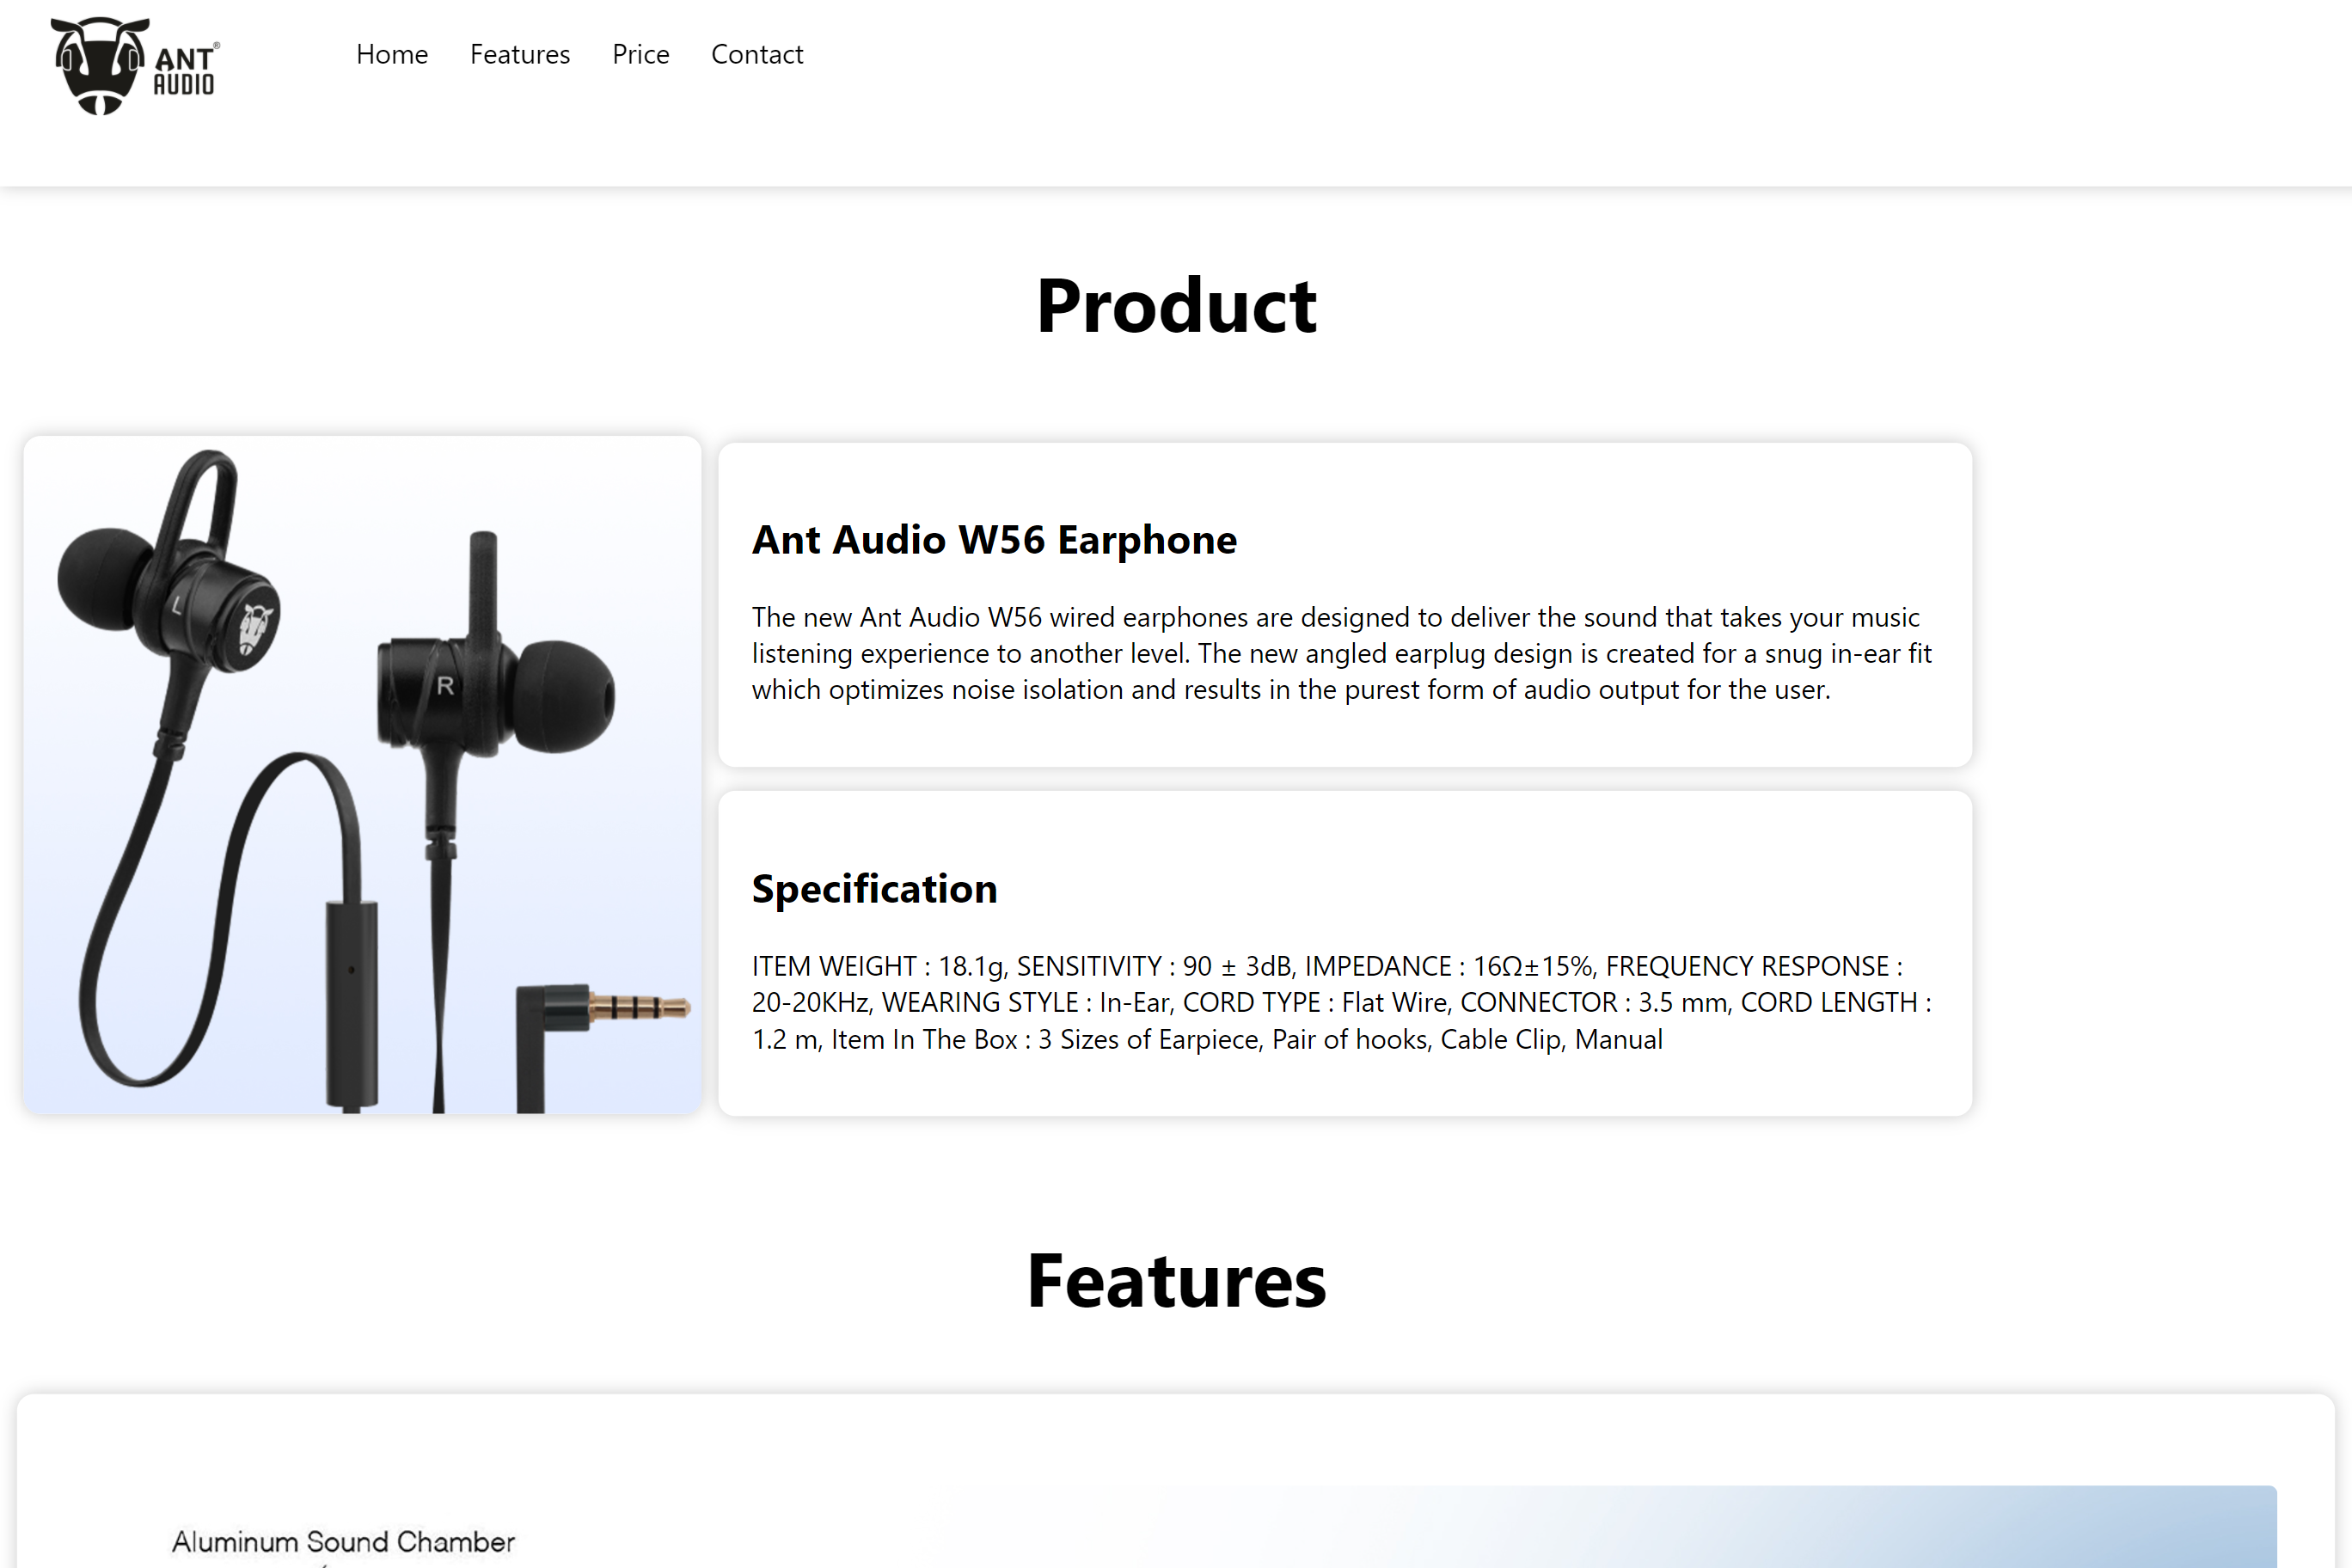 ANT®
AUDIO
Home Features Price Contact
Product
L
R
Ant Audio W56 Earphone
The new Ant Audio W56 wired earphones are designed to deliver the sound that takes your music
listening experience to another level. The new angled earplug design is created for a snug in-ear fit
which optimizes noise isolation and results in the purest form of audio output for the user.
Specification
ITEM WEIGHT : 18.1g, SENSITIVITY : 90 ± 3dB, IMPEDANCE : 16Ω±15%, FREQUENCY RESPONSE :
20-20KHz, WEARING STYLE : In-Ear, CORD TYPE : Flat Wire, CONNECTOR : 3.5 mm, CORD LENGTH :
1.2 m, Item In The Box : 3 Sizes of Earpiece, Pair of hooks, Cable Clip, Manual
Features
Aluminum Sound Chamber